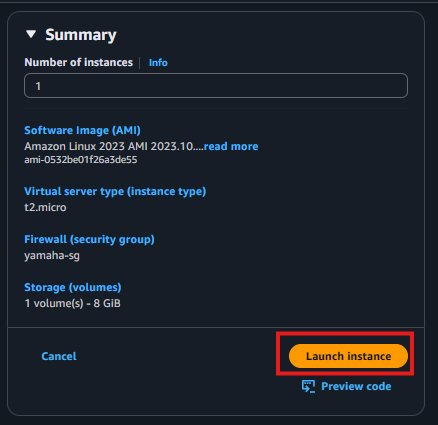 ▼ Summary
Number of instances | Info
1
Software Image (AMI)
Amazon Linux 2023 AMI 2023.10....read more
ami-0532be01f26a3de55
Virtual server type (instance type)
t2.micro
Firewall (security group)
yamaha-sg
Storage (volumes)
1 volume(s) - 8 GiB
Cancel
Launch instance
Preview code